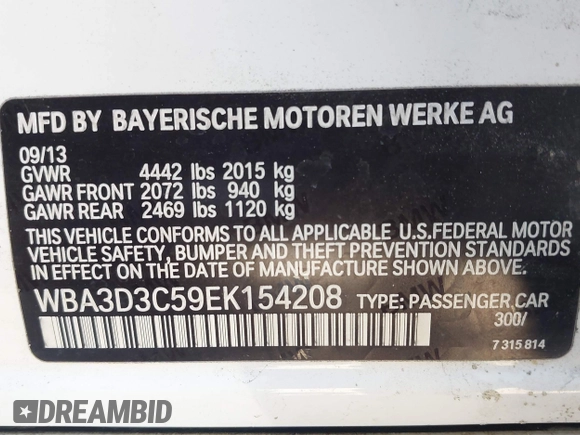 MFD BY BAYERISCHE MOTOREN WERKE AG
09/13
GVWR 4442 lbs 2015 kg
GAWR FRONT 2072 lbs 940 kg
GAWR REAR 2469 lbs 1120 kg
THIS VEHICLE CONFORMS TO ALL APPLICABLE U.S.FEDERAL MOTOR
VEHICLE SAFETY, BUMPER AND THEFT PREVENTION STANDARDS
IN EFFECT ON THE DATE OF MANUFACTURE SHOWN ABOVE.
WBA3D3C59EK154208 TYPE: PASSENGER CAR
300/
7 315 814
DREAMBID